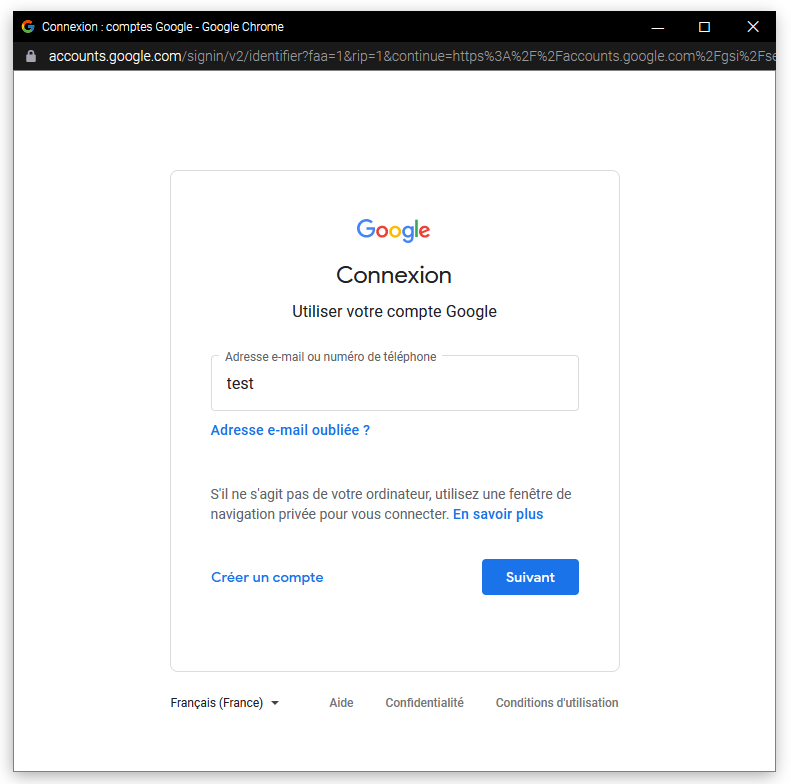 Connexion : comptes Google - Google Chrome
accounts.google.com/signin/v2/identifier?faa=1&rip=1&continue=https%3A%2F%2Faccounts.google.com%2Fgsi%2Fse
Google
Connexion
Utiliser votre compte Google
Adresse e-mail ou numéro de téléphone
test
Adresse e-mail oubliée ?
S'il ne s'agit pas de votre ordinateur, utilisez une fenêtre de
navigation privée pour vous connecter. En savoir plus
Créer un compte Suivant
Français (France) Aide Confidentialité Conditions d'utilisation